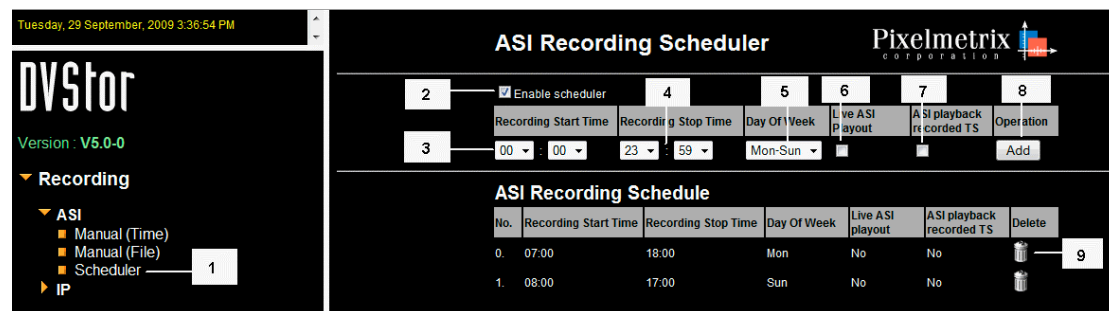 Tuesday, 29 September, 2009 3:36:54 PM
DVStor
Version : V5.0-0
Recording
ASI
Manual (Time)
Manual (File)
Scheduler
1
IP
ASI Recording Scheduler
Pixelmetrix
corporation
2
Enable scheduler
4
5
6
7
8
Recording Start Time Recording Stop Time Day Of Week Live ASI Playout ASI playback recorded TS Operation
3
00 : 00 23 : 59 Mon-Sun Add
ASI Recording Schedule
No. Recording Start Time Recording Stop Time Day Of Week Live ASI playout ASI playback recorded TS Delete
0. 07:00 18:00 Mon No No
9
1. 08:00 17:00 Sun No No